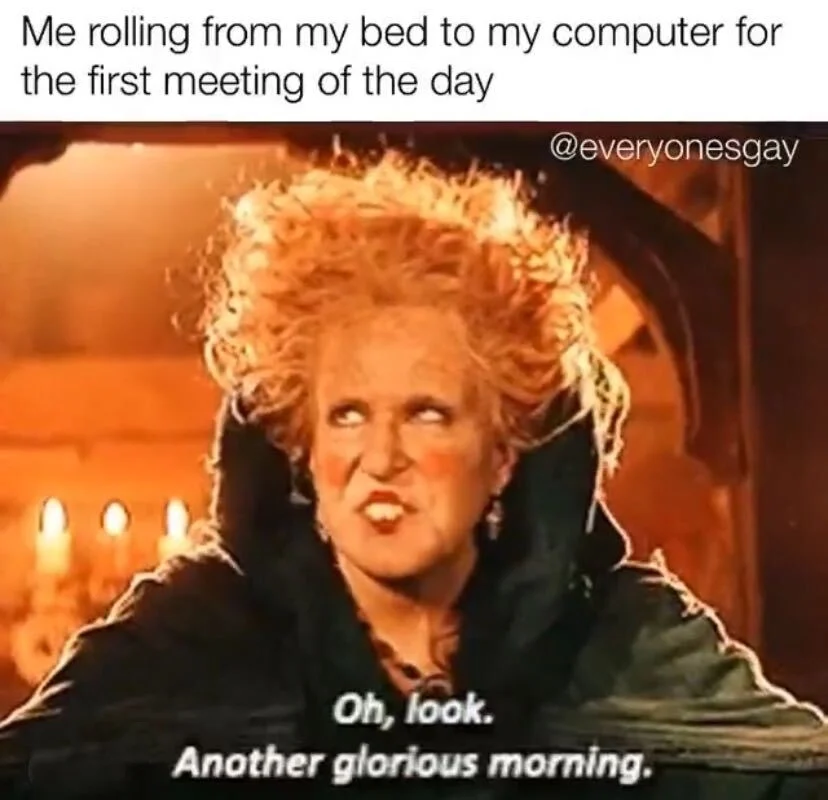 Me rolling from my bed to my computer for
the first meeting of the day
@everyonesgay
Oh, look.
Another glorious morning.